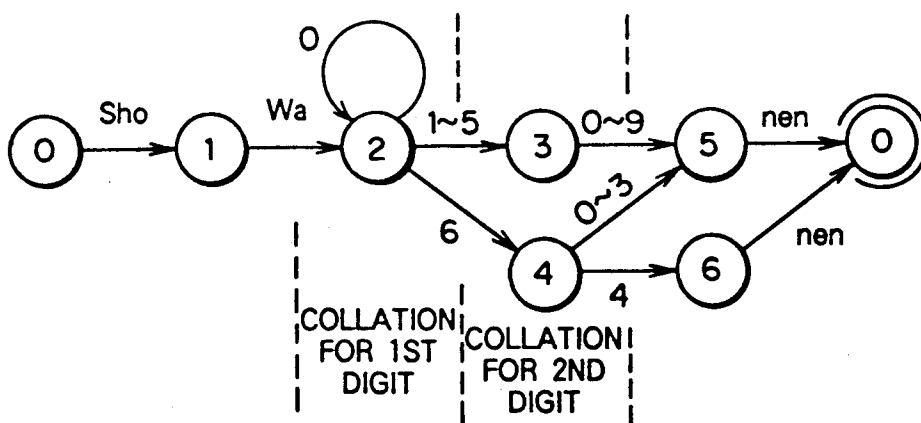 0
Sho Wa 1~5 0~9 nen
0 1 2 3 5 0
6 0~3 nen
4 4 6
COLLATION FOR 1ST DIGIT
COLLATION FOR 2ND DIGIT